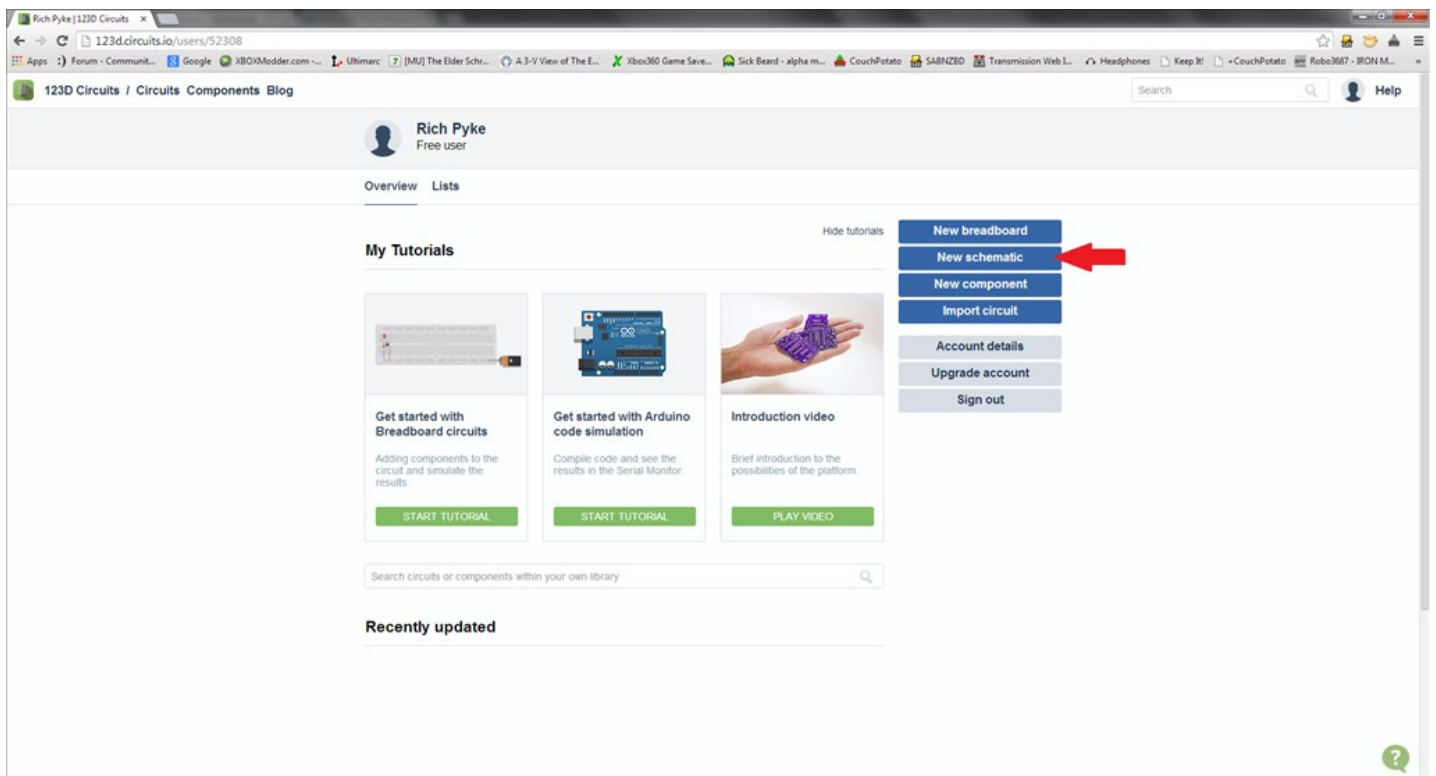 Rich Pyke | 123D Circuits
123d.circuits.io/users/52308
Apps :) Forum - Communit... Google XBOXModder.com -... Ultimarc [MU] The Elder Schr... A 3-V View of The E... Xbox360 Game Save... Sick Beard - alpha m... CouchPotato SABNZBD Transmission Web I... Headphones Keep It! +CouchPotato Robo3687 - IRON M... »
123D Circuits / Circuits Components Blog Search Help
Rich Pyke
Free user
Overview Lists
Hide tutorials
My Tutorials
New breadboard
New schematic
New component
Import circuit
Account details
Upgrade account
Sign out
Get started with
Breadboard circuits
Adding components to the
circuit and simulate the
results.
START TUTORIAL
Get started with Arduino
code simulation
Compile code and see the
results in the Serial Monitor.
START TUTORIAL
Introduction video
Brief introduction to the
possibilities of the platform.
PLAY VIDEO
Search circuits or components within your own library
Recently updated
?